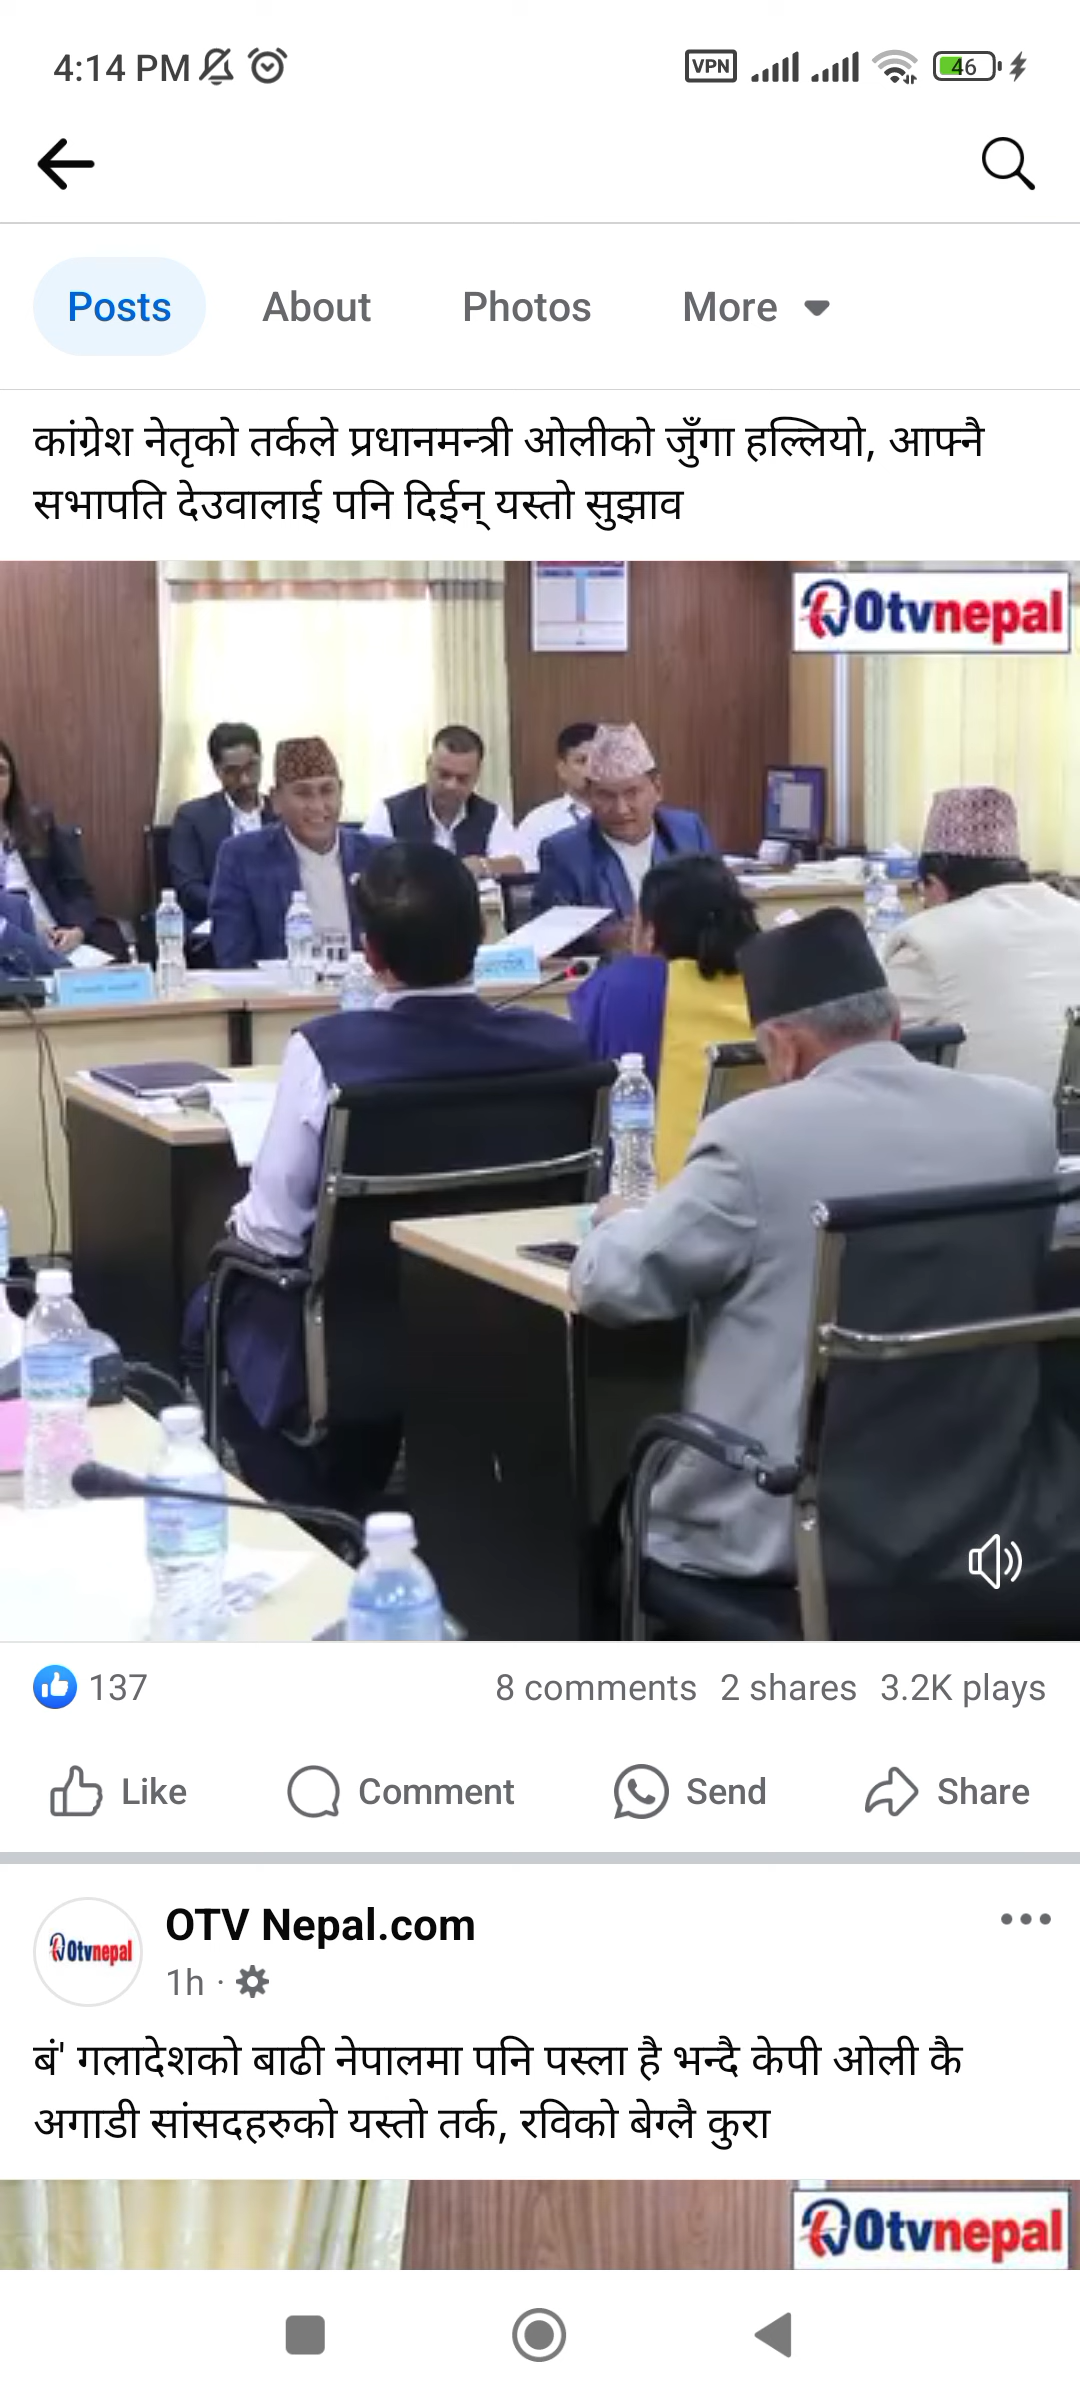 4:14 PM
VPN
46
Posts About Photos More
कांग्रेश नेतृको तर्कले प्रधानमन्त्री ओलीको जुँगा हल्लियो, आफ्नै
सभापति देउवालाई पनि दिईन् यस्तो सुझाव
Otvnepal
137 8 comments 2 shares 3.2K plays
Like Comment Send Share
Otvnepal
OTV Nepal.com
1h ·
बं' गलादेशको बाढी नेपालमा पनि पस्ला है भन्दै केपी ओली कै
अगाडी सांसदहरुको यस्तो तर्क, रविको बेग्लै कुरा
Otvnepal